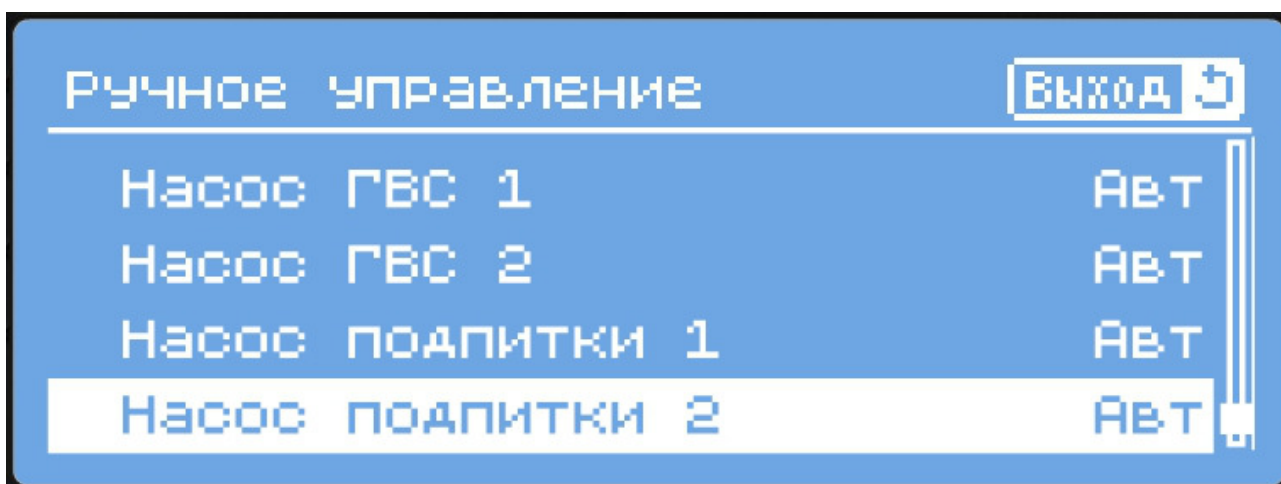 Ручное управление Выход
Насос ГВС 1 Авт
Насос ГВС 2 Авт
Насос подпитки 1 Авт
Насос подпитки 2 Авт